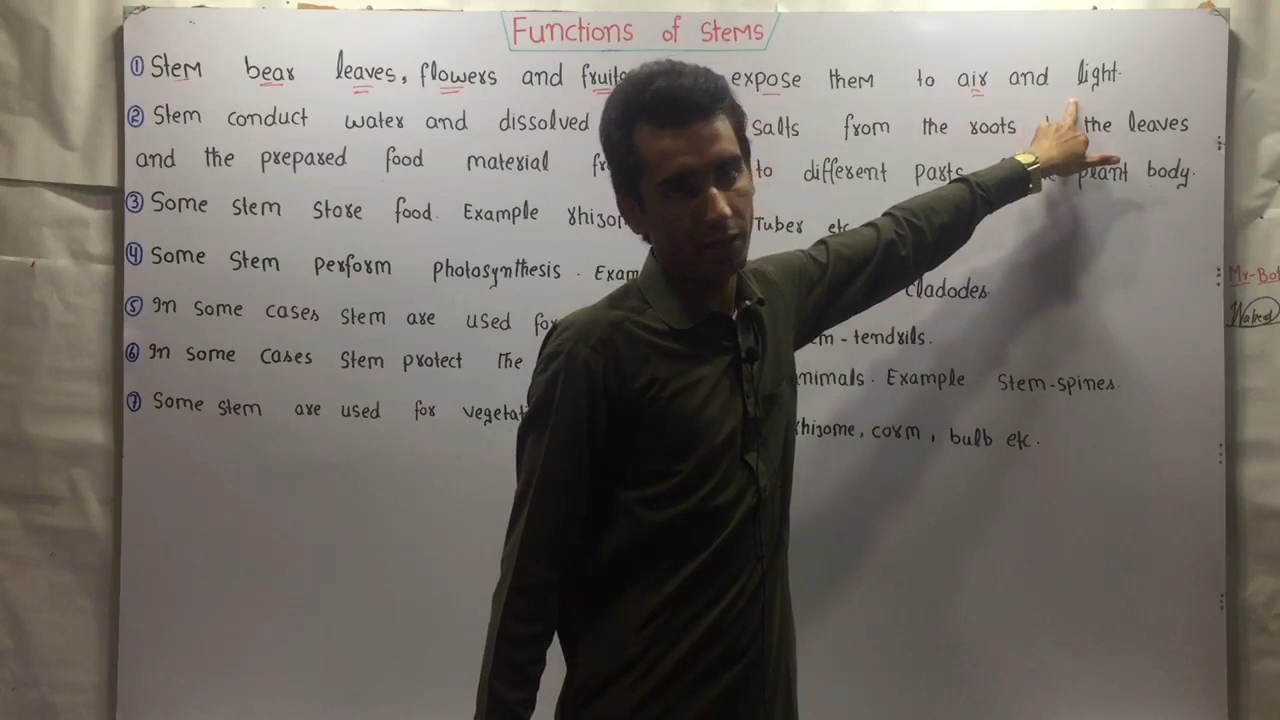 Functions of Stems
① Stem bear leaves, flowers and fruits expose them to air and light.
② Stem conduct water and dissolved salts from the roots the leaves
and the prepared food material to different parts plant body.
③ Some stem store food. Example Tuber etc
④ Some stem perform photosynthesis. cladodes
⑤ In some cases stem are used for - tendrils.
⑥ In some cases stem protect the Example stem-spines.
⑦ Some stem are used for rhizome, corm, bulb etc.
Mr-
Waheed